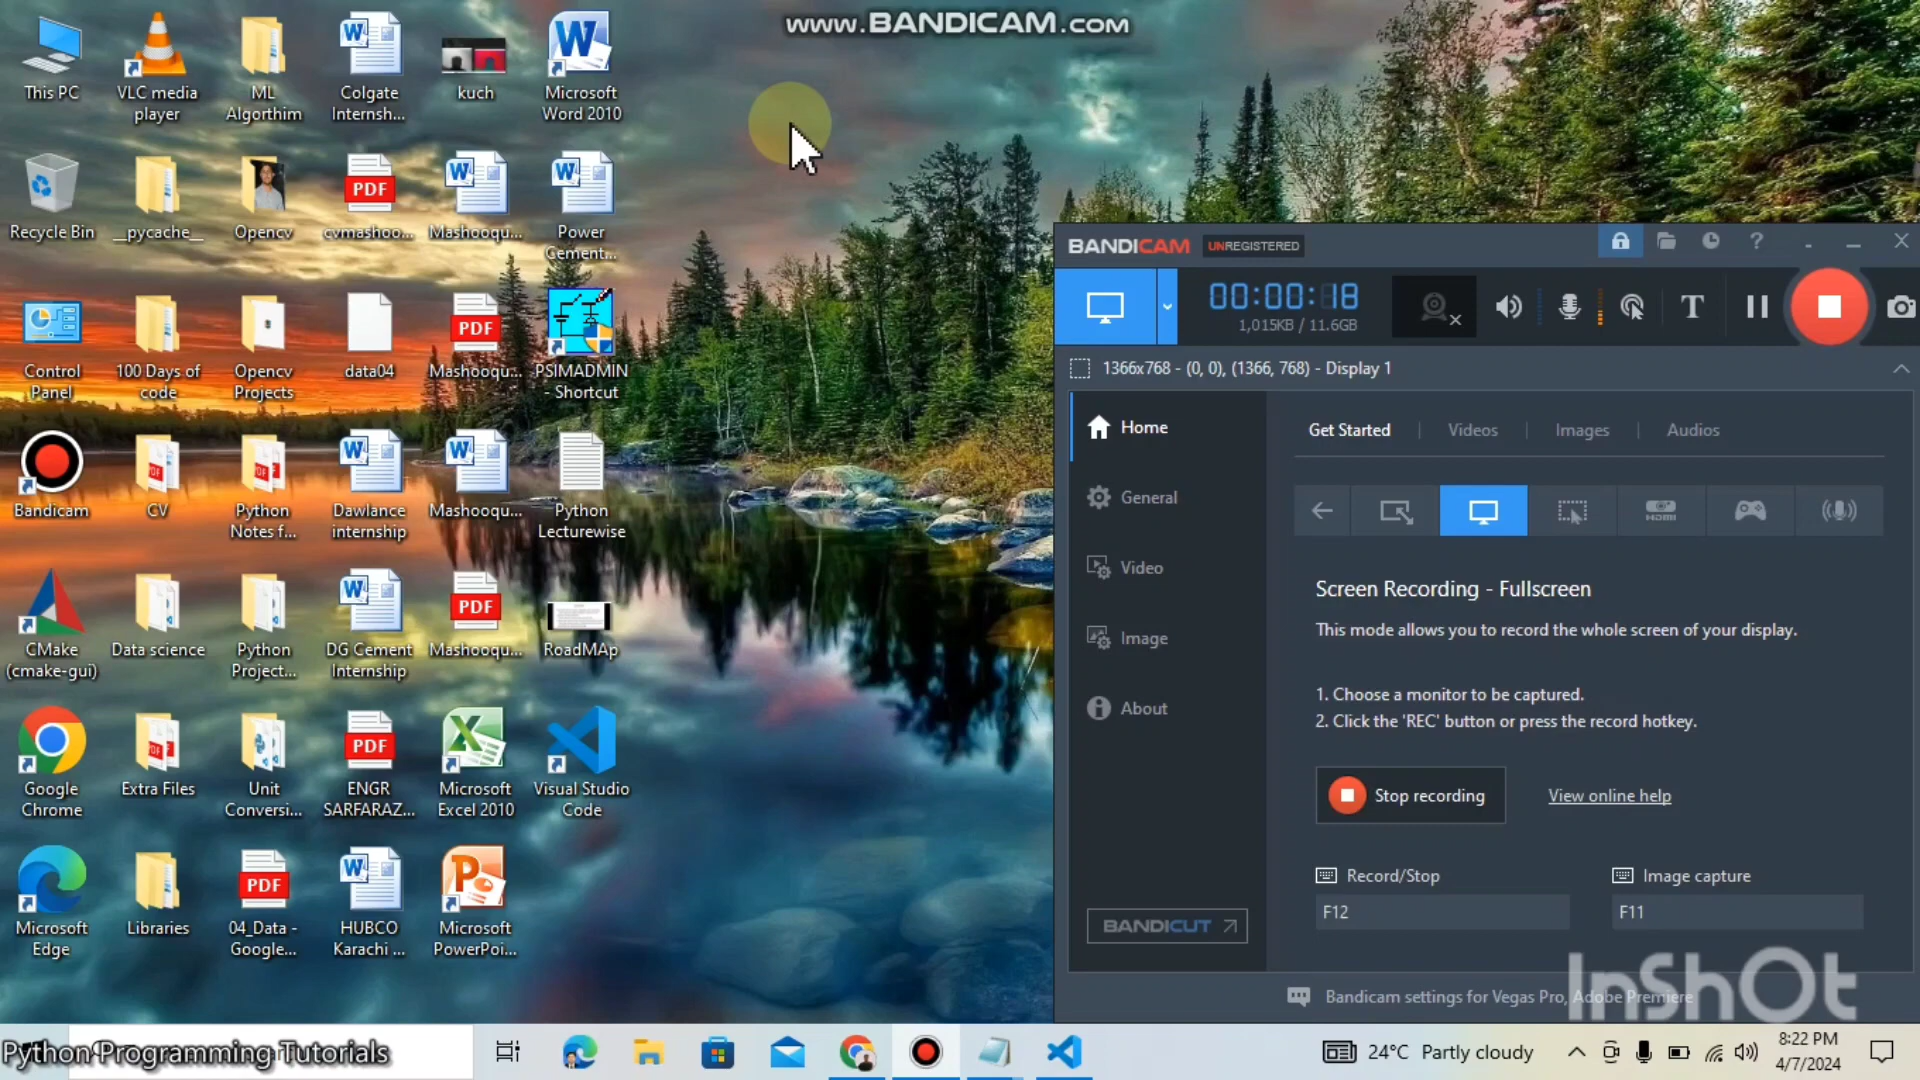 www.BANDICAM.com
This PC
VLC media
player
ML
Algorthim
Colgate
Internsh...
kuch
Microsoft
Word 2010
Recycle Bin
__pycache__
Opencv
cvmashoo...
Mashooqu...
Power
Cement...
Control
Panel
100 Days of
code
Opencv
Projects
data04
PDF
Mashooqu...
PSIMADMIN
- Shortcut
Bandicam
CV
Python
Notes f...
Dawlance
internship
Mashooqu...
Python
Lecturewise
CMake
(cmake-gui)
Data science
Python
Project...
DG Cement
Internship
PDF
Mashooqu...
RoadMAp
Google
Chrome
Extra Files
Unit
Conversi...
PDF
ENGR
SARFARAZ...
Microsoft
Excel 2010
Visual Studio
Code
Microsoft
Edge
Libraries
PDF
04_Data -
Google...
HUBCO
Karachi ...
Microsoft
PowerPoi...
BANDICAM UNREGISTERED
00:00:18
1,015KB / 11.6GB
1366x768 - (0, 0), (1366, 768) - Display 1
Home
General
Video
Image
About
BANDICUT
Get Started
Videos
Images
Audios
HDMI
Screen Recording - Fullscreen
This mode allows you to record the whole screen of your display.
1. Choose a monitor to be captured.
2. Click the 'REC' button or press the record hotkey.
Stop recording
View online help
Record/Stop
F12
Image capture
F11
Bandicam settings for Vegas Pro, Adobe Premiere
InShOt
Python Programming Tutorials
24°C Partly cloudy
8:22 PM
4/7/2024